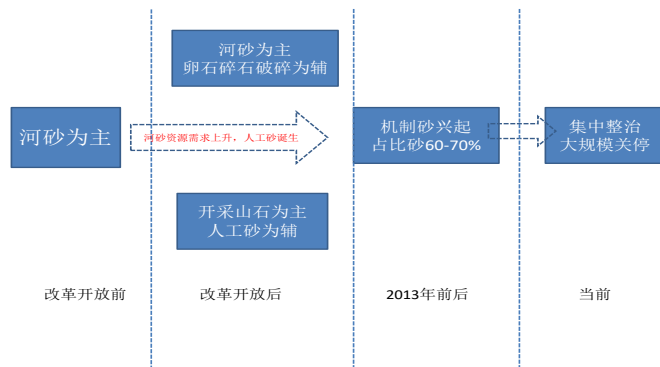 河砂为主
卵石碎石破碎为辅
河砂为主
河砂资源需求上升，人工砂诞生
机制砂兴起
占比砂60-70%
集中整治
大规模关停
开采山石为主
人工砂为辅
改革开放前
改革开放后
2013年前后
当前